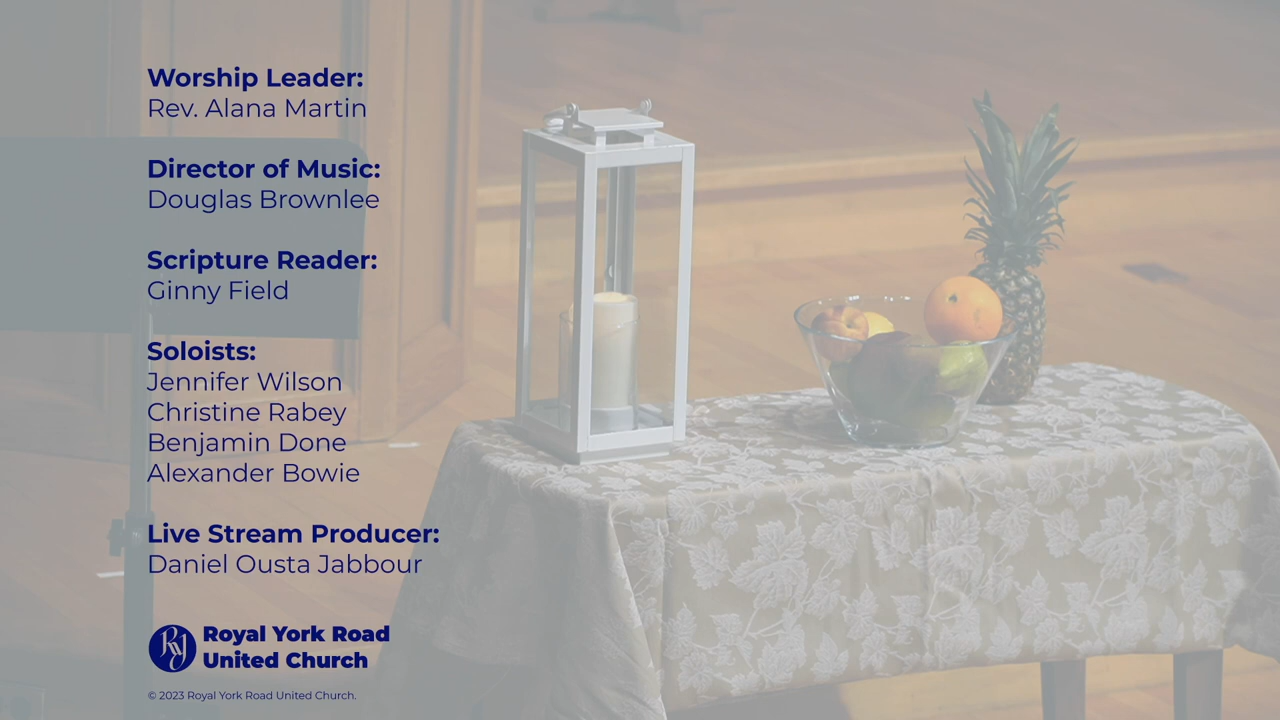 Worship Leader:
Rev. Alana Martin
Director of Music:
Douglas Brownlee
Scripture Reader:
Ginny Field
Soloists:
Jennifer Wilson
Christine Rabey
Benjamin Done
Alexander Bowie
Live Stream Producer:
Daniel Ousta Jabbour
Royal York Road
United Church
© 2023 Royal York Road United Church.